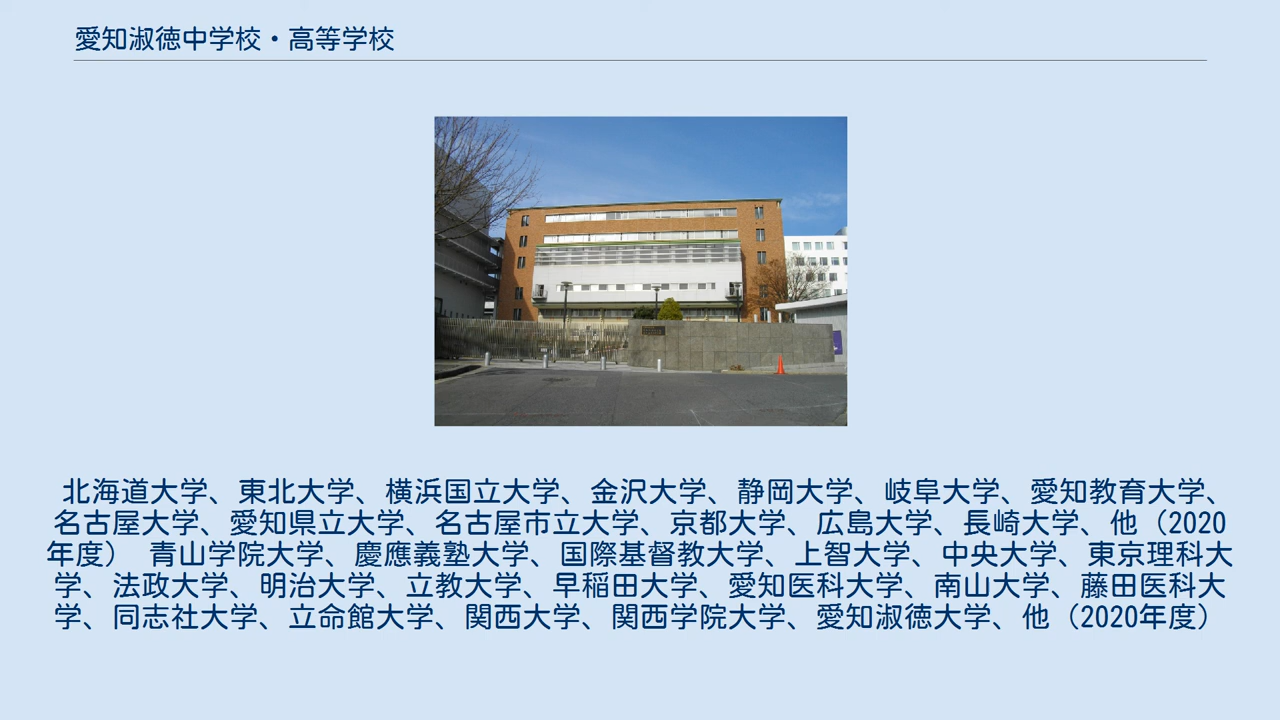 愛知淑徳中学校・高等学校
北海道大学、東北大学、横浜国立大学、金沢大学、静岡大学、岐阜大学、愛知教育大学、
名古屋大学、愛知県立大学、名古屋市立大学、京都大学、広島大学、長崎大学、他（2020
年度） 青山学院大学、慶應義塾大学、国際基督教大学、上智大学、中央大学、東京理科大
学、法政大学、明治大学、立教大学、早稲田大学、愛知医科大学、南山大学、藤田医科大
学、同志社大学、立命館大学、関西大学、関西学院大学、愛知淑徳大学、他（2020年度）